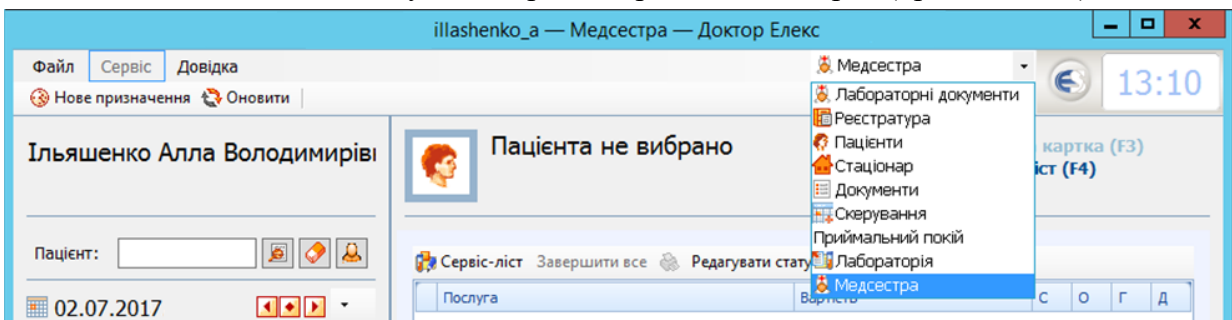 illashenko_a — Медсестра — Доктор Елекс
Файл Сервіс Довідка
Медсестра
13:10
Нове призначення Оновити
Лабораторні документи
Реєстратура
Пацієнти
Стаціонар
Документи
Скерування
Приймальний покій
Лабораторія
Медсестра
Ільяшенко Алла Володимирів
Пацієнта не вибрано
картка (F3)
іст (F4)
Пацієнт:
02.07.2017
Сервіс-ліст Завершити все Редагувати стату
Послуга Вартість С О Г Д